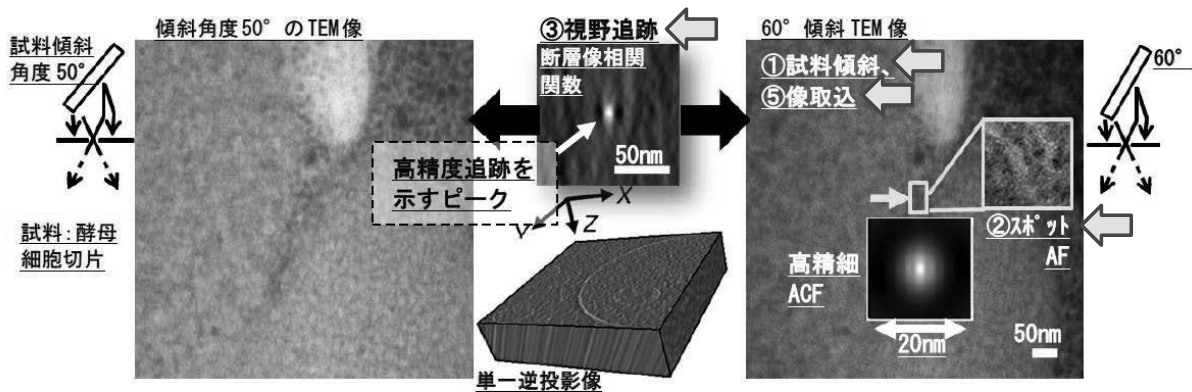 傾斜角度50°のTEM像
試料傾斜
角度50°
試料：酵母
細胞切片
③視野追跡
断層像相関
関数
50nm
高精度追跡を
示すピーク
X
Y
Z
単一逆投影像
60°傾斜TEM像
①試料傾斜、
⑤像取込
60°
②スポット
AF
高精細
ACF
20nm
50nm